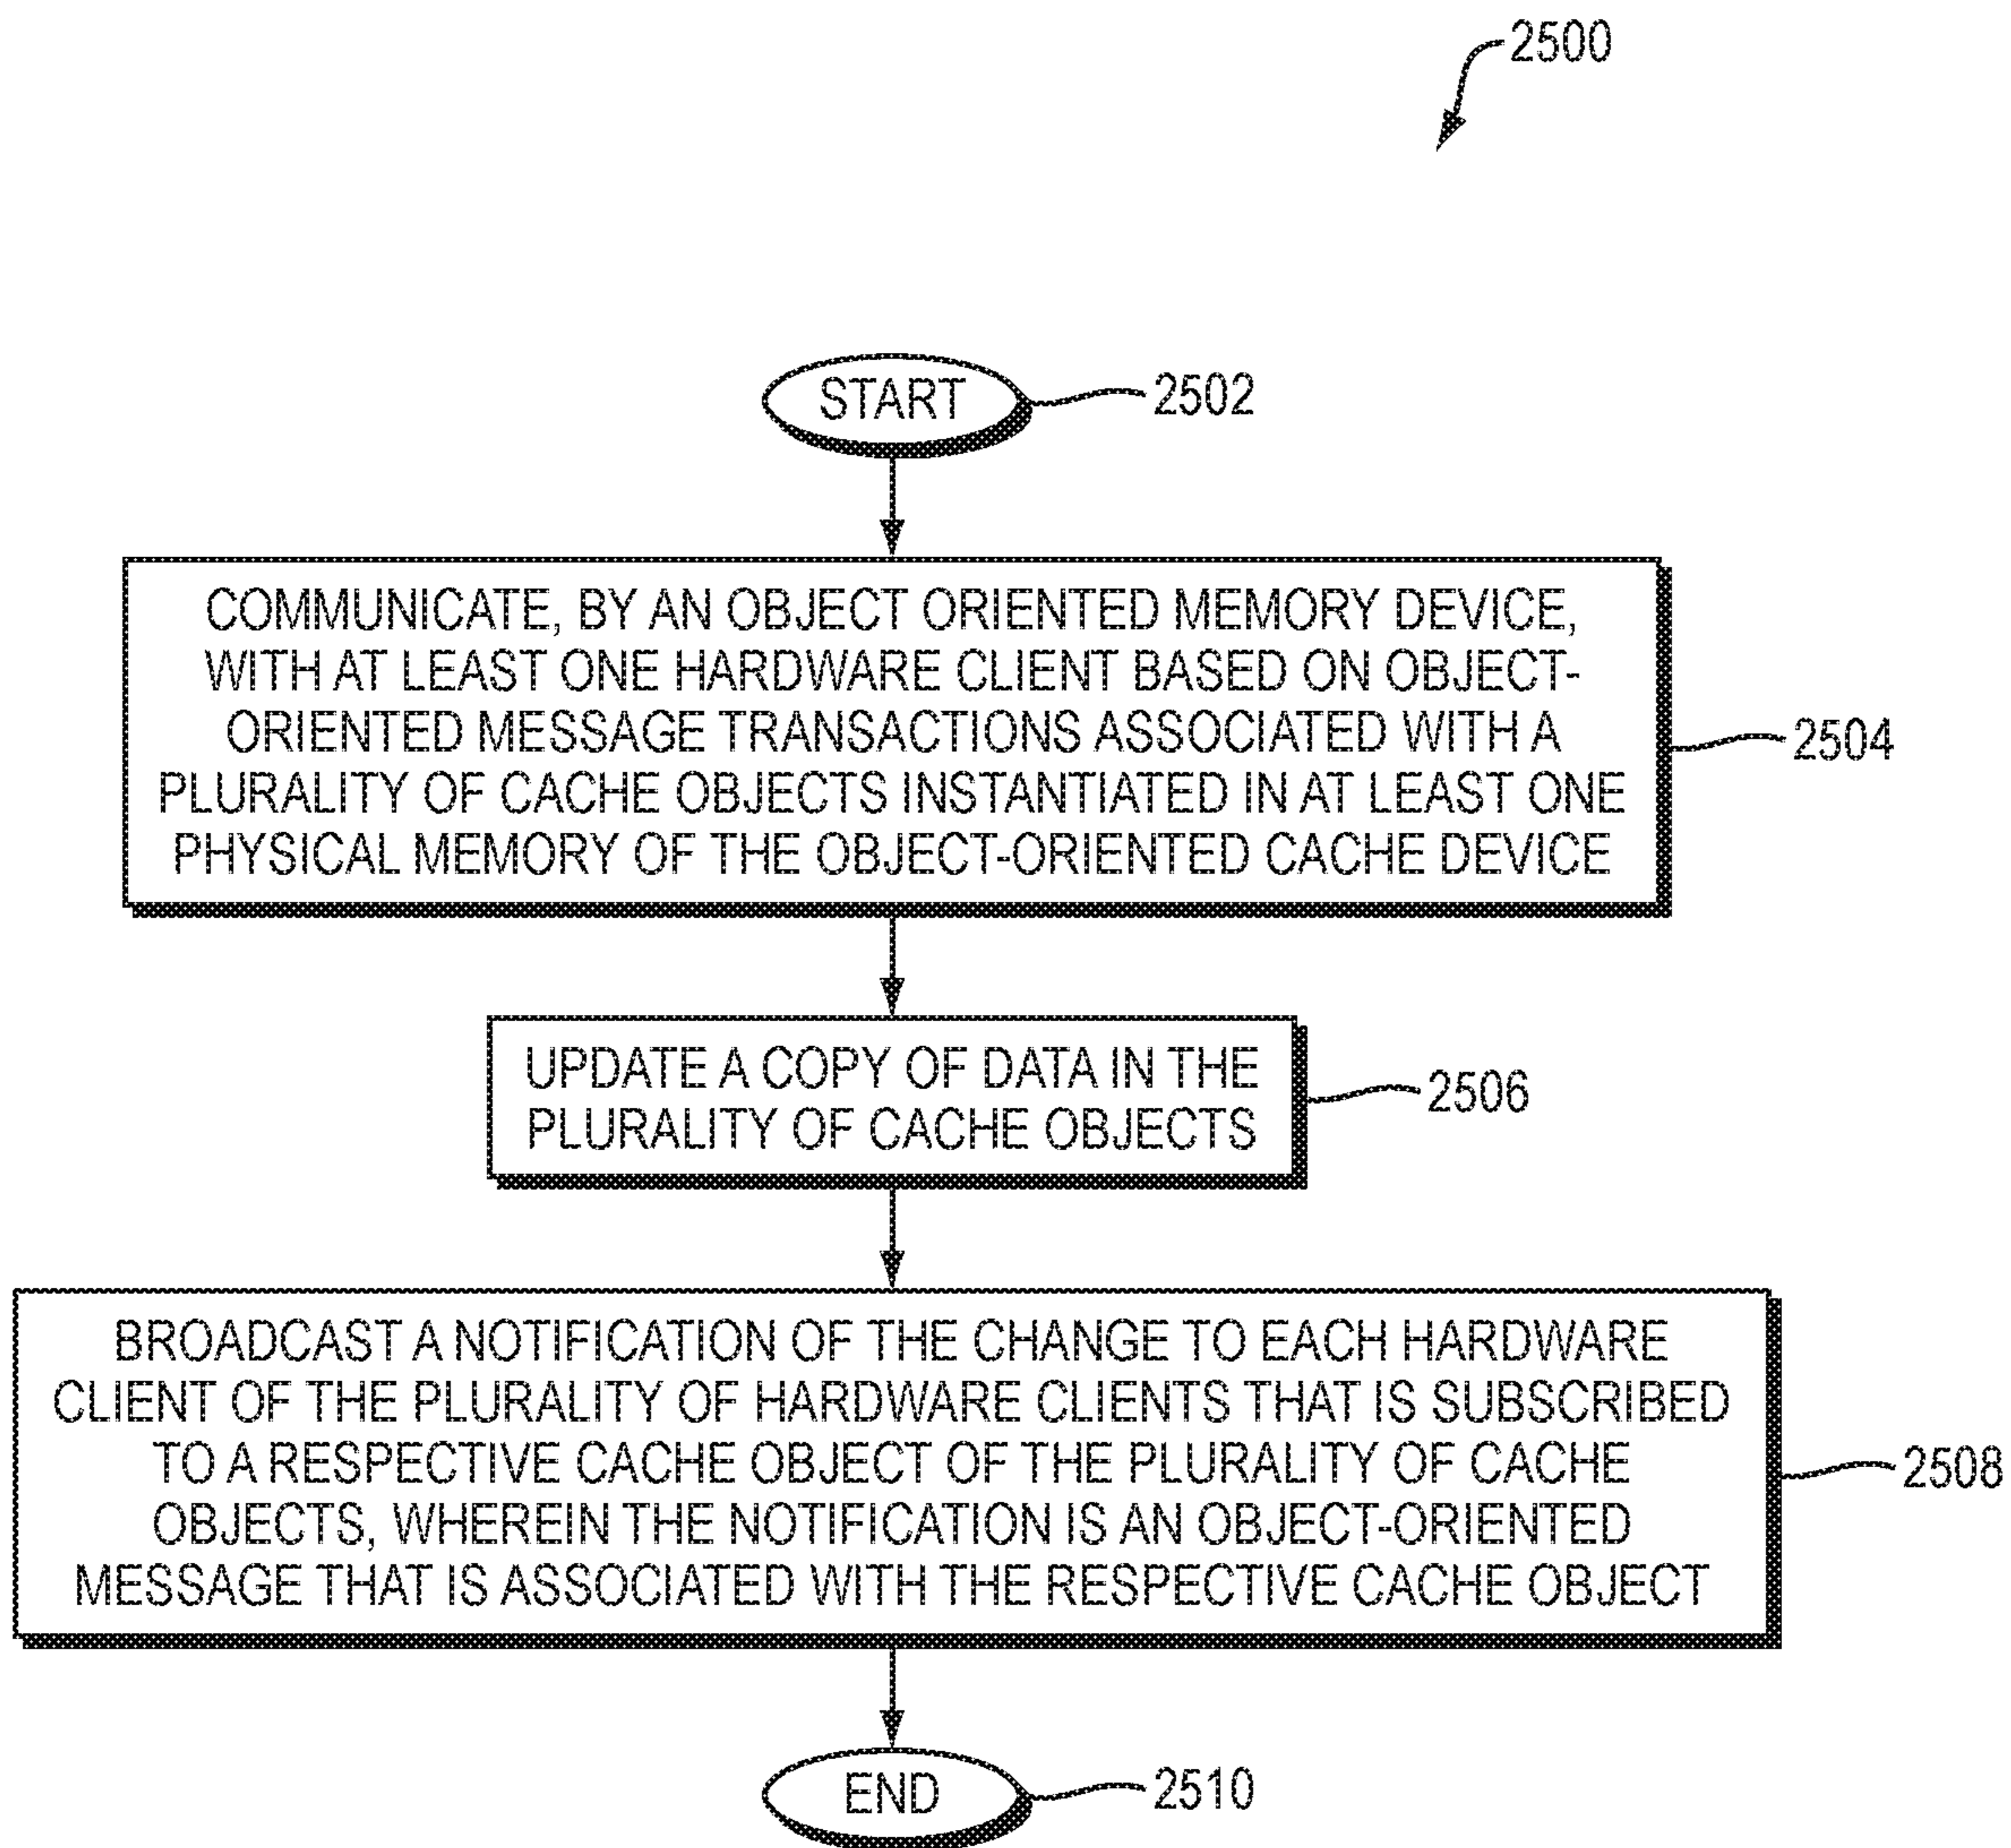 2500
START
2502
COMMUNICATE, BY AN OBJECT ORIENTED MEMORY DEVICE,
WITH AT LEAST ONE HARDWARE CLIENT BASED ON OBJECT-
ORIENTED MESSAGE TRANSACTIONS ASSOCIATED WITH A
PLURALITY OF CACHE OBJECTS INSTANTIATED IN AT LEAST ONE
PHYSICAL MEMORY OF THE OBJECT-ORIENTED CACHE DEVICE
2504
UPDATE A COPY OF DATA IN THE
PLURALITY OF CACHE OBJECTS
2506
BROADCAST A NOTIFICATION OF THE CHANGE TO EACH HARDWARE
CLIENT OF THE PLURALITY OF HARDWARE CLIENTS THAT IS SUBSCRIBED
TO A RESPECTIVE CACHE OBJECT OF THE PLURALITY OF CACHE
OBJECTS, WHEREIN THE NOTIFICATION IS AN OBJECT-ORIENTED
MESSAGE THAT IS ASSOCIATED WITH THE RESPECTIVE CACHE OBJECT
2508
END
2510